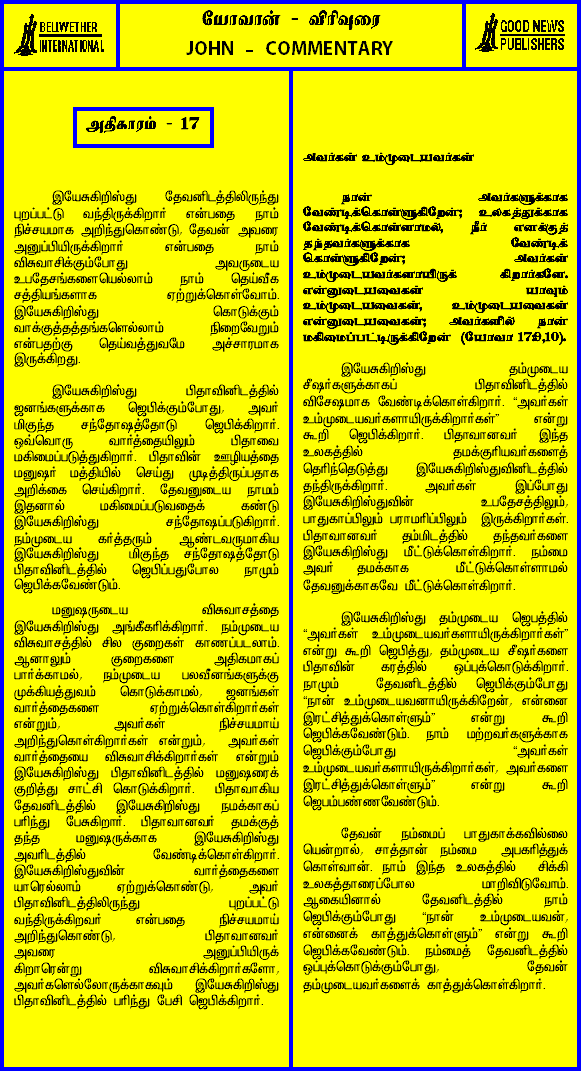 BELIWETHER
INTERNATIONAL
யோவான் - விரிவுரை
JOHN - COMMENTARY
GOOD NEWS
PUBLISHERS
அதிகாரம் - 17
இயேசுகிறிஸ்து தேவனிடத்திலிருந்து
புறப்பட்டு வந்திருக்கிறார் என்பதை நாம்
நிச்சயமாக அறிந்துகொண்டு, தேவன் அவரை
அனுப்பியிருக்கிறார் என்பதை நாம்
விசுவாசிக்கும்போது அவருடைய
உபதேசங்களையெல்லாம் நாம் தெய்வீக
சத்தியங்களாக ஏற்றுக்கொள்வோம்.
இயேசுகிறிஸ்து கொடுக்கும்
வாக்குத்தத்தங்களெல்லாம் நிறைவேறும்
என்பதற்கு தெய்வத்துவமே அச்சாரமாக
இருக்கிறது.
இயேசுகிறிஸ்து பிதாவினிடத்தில்
ஜனங்களுக்காக ஜெபிக்கும்போது, அவர்
மிகுந்த சந்தோஷத்தோடு ஜெபிக்கிறார்.
ஒவ்வொரு வார்த்தையிலும் பிதாவை
மகிமைப்படுத்துகிறார். பிதாவின் ஊழியத்தை
மனுஷர் மத்தியில் செய்து முடித்திருப்பதாக
அறிக்கை செய்கிறார். தேவனுடைய நாமம்
இதனால் மகிமைப்படுவதைக் கண்டு
இயேசுகிறிஸ்து சந்தோஷப்படுகிறார்.
நம்முடைய கர்த்தரும் ஆண்டவருமாகிய
இயேசுகிறிஸ்து மிகுந்த சந்தோஷத்தோடு
பிதாவினிடத்தில் ஜெபிப்பதுபோல நாமும்
ஜெபிக்கவேண்டும்.
மனுஷருடைய விசுவாசத்தை
இயேசுகிறிஸ்து அங்கீகரிக்கிறார். நம்முடைய
விசுவாசத்தில் சில குறைகள் காணப்படலாம்.
ஆனாலும் குறைகளை அதிகமாகப்
பார்க்காமல், நம்முடைய பலவீனங்களுக்கு
முக்கியத்துவம் கொடுக்காமல், ஜனங்கள்
வார்த்தைகளை ஏற்றுக்கொள்கிறார்கள்
என்றும், அவர்கள் நிச்சயமாய்
அறிந்துகொள்கிறார்கள் என்றும், அவர்கள்
வார்த்தையை விசுவாசிக்கிறார்கள் என்றும்
இயேசுகிறிஸ்து பிதாவினிடத்தில் மனுஷரைக்
குறித்து சாட்சி கொடுக்கிறார். பிதாவாகிய
தேவனிடத்தில் இயேசுகிறிஸ்து நமக்காகப்
பரிந்து பேசுகிறார். பிதாவானவர் தமக்குத்
தந்த மனுஷருக்காக இயேசுகிறிஸ்து
அவரிடத்தில் வேண்டிக்கொள்கிறார்.
இயேசுகிறிஸ்துவின் வார்த்தைகளை
யாரெல்லாம் ஏற்றுக்கொண்டு, அவர்
பிதாவினிடத்திலிருந்து புறப்பட்டு
வந்திருக்கிறவர் என்பதை நிச்சயமாய்
அறிந்துகொண்டு, பிதாவானவர்
அவரை அனுப்பியிருக்
கிறாரென்று விசுவாசிக்கிறார்களோ,
அவர்களெல்லோருக்காகவும் இயேசுகிறிஸ்து
பிதாவினிடத்தில் பரிந்து பேசி ஜெபிக்கிறார்.
அவர்கள் உம்முடையவர்கள்
நான் அவர்களுக்காக
வேண்டிக்கொள்ளுகிறேன்; உலகத்துக்காக
வேண்டிக்கொள்ளாமல், நீர் எனக்குத்
தந்தவர்களுக்காக வேண்டிக்
கொள்ளுகிறேன்; அவர்கள்
உம்முடையவர்களாயிருக் கிறார்களே.
என்னுடையவைகள் யாவும்
உம்முடையவைகள், உம்முடையவைகள்
என்னுடையவைகள்; அவர்களில் நான்
மகிமைப்பட்டிருக்கிறேன் (யோவா 17:9,10).
இயேசுகிறிஸ்து தம்முடைய
சீஷர்களுக்காகப் பிதாவினிடத்தில்
விசேஷமாக வேண்டிக்கொள்கிறார். “அவர்கள்
உம்முடையவர்களாயிருக்கிறார்கள்” என்று
கூறி ஜெபிக்கிறார். பிதாவானவர் இந்த
உலகத்தில் தமக்குரியவர்களைத்
தெரிந்தெடுத்து இயேசுகிறிஸ்துவினிடத்தில்
தந்திருக்கிறார். அவர்கள் இப்போது
இயேசுகிறிஸ்துவின் உபதேசத்திலும்,
பாதுகாப்பிலும் பராமரிப்பிலும் இருக்கிறார்கள்.
பிதாவானவர் தம்மிடத்தில் தந்தவர்களை
இயேசுகிறிஸ்து மீட்டுக்கொள்கிறார். நம்மை
அவர் தமக்காக மீட்டுக்கொள்ளாமல்
தேவனுக்காகவே மீட்டுக்கொள்கிறார்.
இயேசுகிறிஸ்து தம்முடைய ஜெபத்தில்
“அவர்கள் உம்முடையவர்களாயிருக்கிறார்கள்”
என்று கூறி ஜெபித்து, தம்முடைய சீஷர்களை
பிதாவின் கரத்தில் ஒப்புக்கொடுக்கிறார்.
நாமும் தேவனிடத்தில் ஜெபிக்கும்போது
“நான் உம்முடையவனாயிருக்கிறேன், என்னை
இரட்சித்துக்கொள்ளும்” என்று கூறி
ஜெபிக்கவேண்டும். நாம் மற்றவர்களுக்காக
ஜெபிக்கும்போது “அவர்கள்
உம்முடையவர்களாயிருக்கிறார்கள், அவர்களை
இரட்சித்துக்கொள்ளும்” என்று கூறி
ஜெபம்பண்ணவேண்டும்.
தேவன் நம்மைப் பாதுகாக்கவில்லை
யென்றால், சாத்தான் நம்மை அபகரித்துக்
கொள்வான். நாம் இந்த உலகத்தில் சிக்கி
உலகத்தாரைப்போல மாறிவிடுவோம்.
ஆகையினால் தேவனிடத்தில் நாம்
ஜெபிக்கும்போது “நான் உம்முடையவன்,
என்னைக் காத்துக்கொள்ளும்” என்று கூறி
ஜெபிக்கவேண்டும். நம்மைத் தேவனிடத்தில்
ஒப்புக்கொடுக்கும்போது, தேவன்
தம்முடையவர்களைக் காத்துக்கொள்கிறார்.